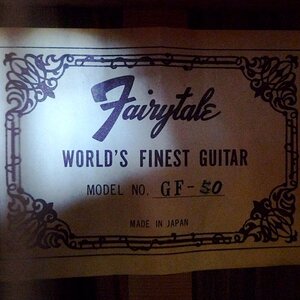 Fairytale
WORLD'S FINEST GUITAR
MODEL NO. GF-50
MADE IN JAPAN